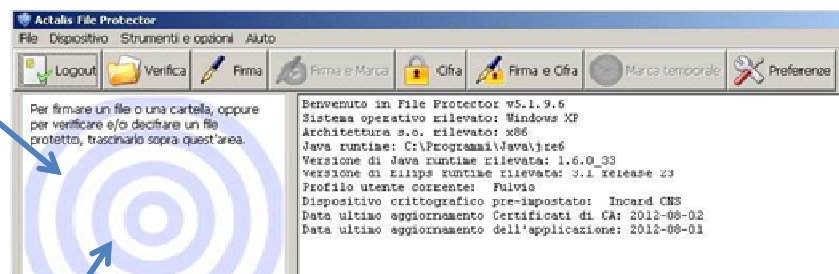 Actalis File Protector
File Dispositivo Strumenti e opzioni Aiuto
Logout Verifica Firma Firma e Marca Cifra Firma e Cifra Marca temporale Preferenze
Per firmare un file o una cartella, oppure
per verificare e/o decifrare un file
protetto, trascinarlo sopra quest'area.
Benvenuto in File Protector v5.1.9.6
Sistema operativo rilevato: Windows XP
Architettura s.o. rilevato: x86
Java runtime: C:\Programmi\Java\jre6
Versione di Java runtime rilevata: 1.6.0_33
Versione di Ellips runtime rilevata: 3.1 release 23
Profilo utente corrente: Fulvio
Dispositivo crittografico pre-impostato: Incard CNS
Data ultimo aggiornamento Certificati di CA: 2012-08-02
Data ultimo aggiornamento dell'applicazione: 2012-08-01